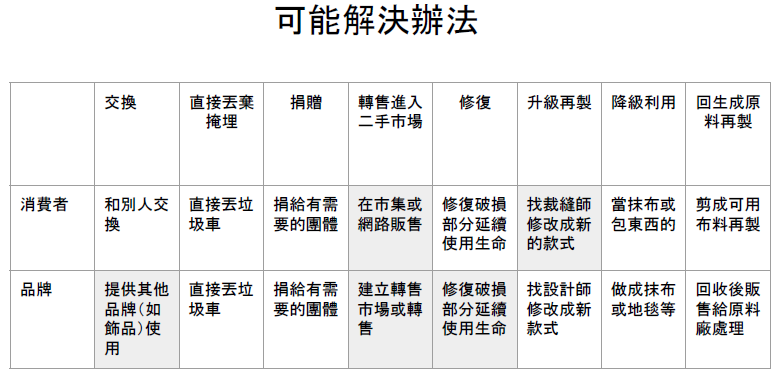 可能解決辦法
交換
直接丟棄
掩埋
捐贈
轉售進入
二手市場
修復
升級再製
降級利用
回生成原
料再製
消費者
和別人交
換
直接丟垃
圾車
捐給有需
要的團體
在市集或
網路販售
修復破損
部分延續
使用生命
找裁縫師
修改成新
的款式
當抹布或
包東西的
剪成可用
布料再製
品牌
提供其他
品牌(如
飾品)使
用
直接丟垃
圾車
捐給有需
要的團體
建立轉售
市場或轉
售
修復破損
部分延續
使用生命
找設計師
修改成新
款式
做成抹布
或地毯等
回收後販
售給原料
廠處理